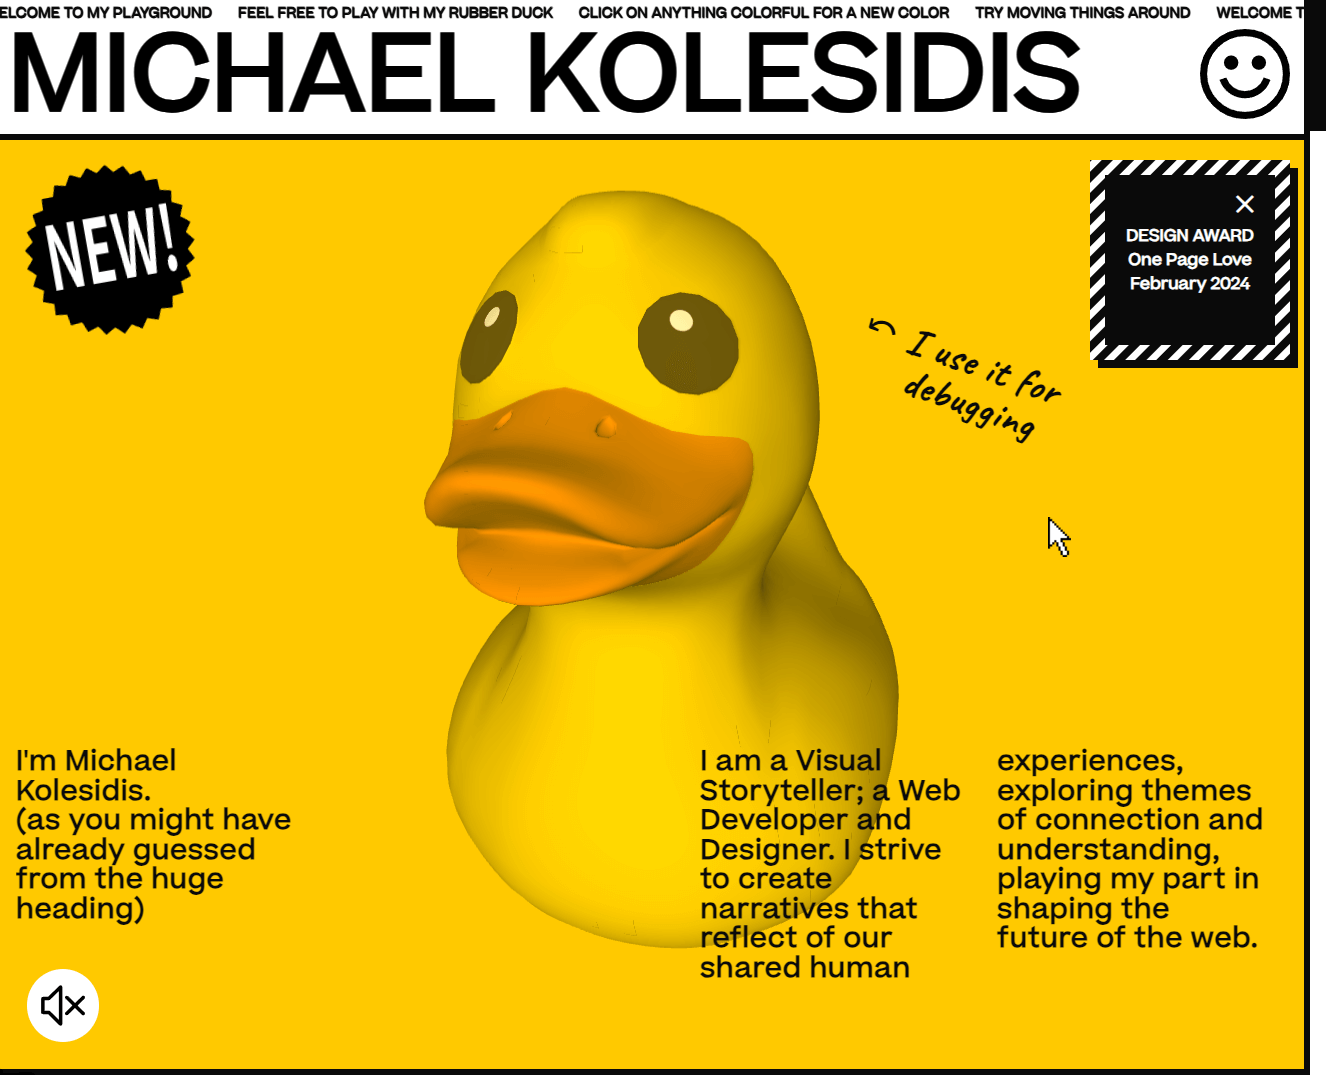 ELCOME TO MY PLAYGROUND FEEL FREE TO PLAY WITH MY RUBBER DUCK CLICK ON ANYTHING COLORFUL FOR A NEW COLOR TRY MOVING THINGS AROUND WELCOME T
MICHAEL KOLESIDIS
NEW!
DESIGN AWARD
One Page Love
February 2024
I use it for
debugging
I'm Michael
Kolesidis.
(as you might have
already guessed
from the huge
heading)
I am a Visual
Storyteller; a Web
Developer and
Designer. I strive
to create
narratives that
reflect of our
shared human
experiences,
exploring themes
of connection and
understanding,
playing my part in
shaping the
future of the web.